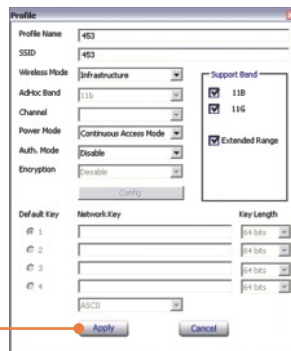 Profile
Profile Name 453
SSID 453
Wireless Mode Infrastructure
AdHoc Band 11b
Channel
Power Mode Continuous Access Mode
Auth. Mode Disable
Encryption Desable
Config
Support Band
11B
11G
Extended Range
Default Key Network Key Key Length
1 64 bits
2 64 bits
3 64 bits
4 64 bits
ASCII
Apply Cancel